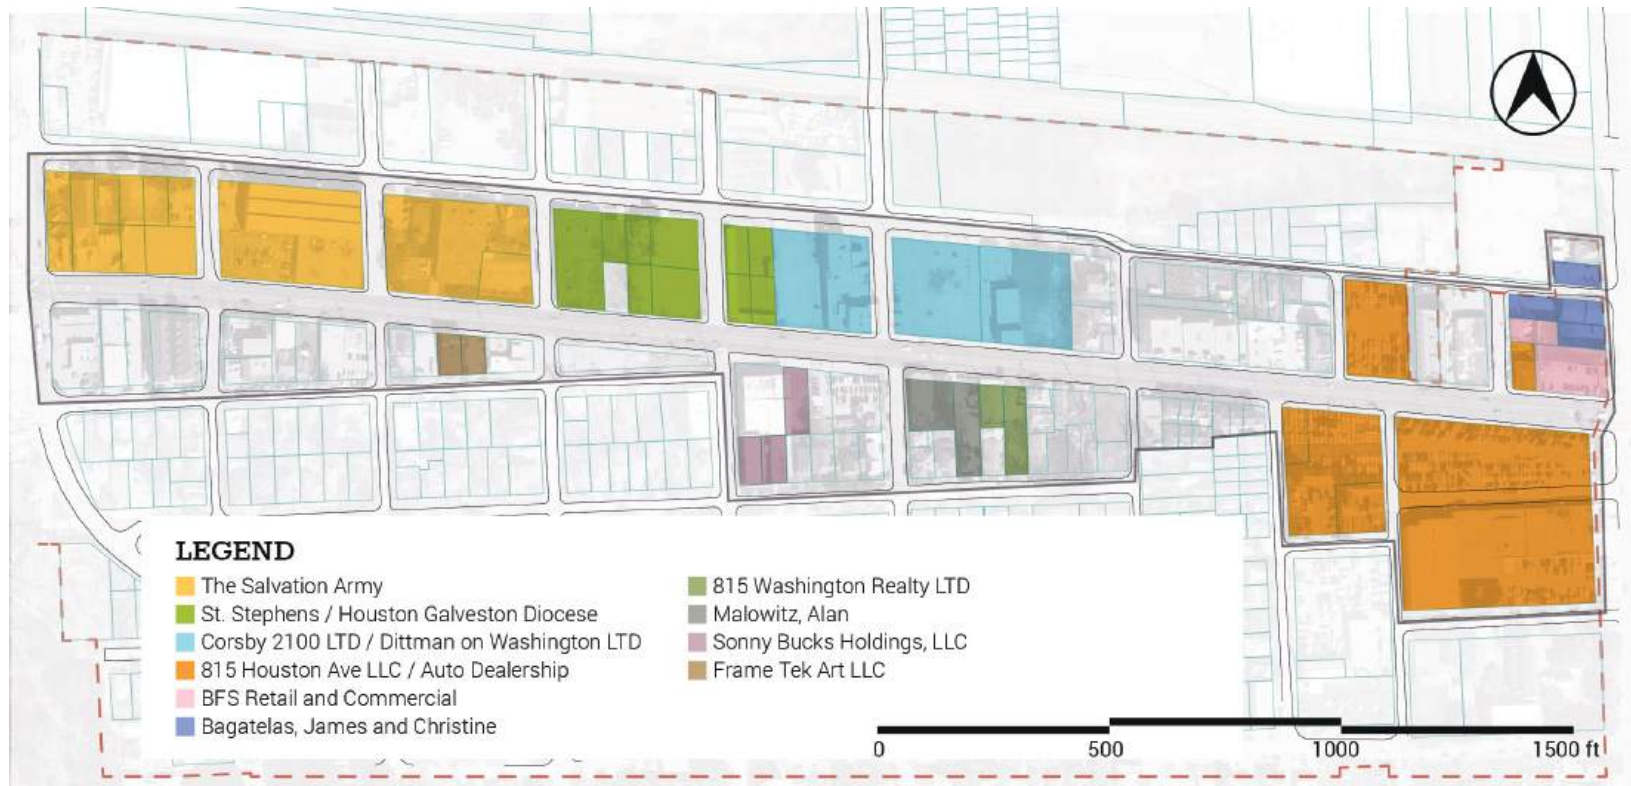 LEGEND
The Salvation Army
St. Stephens / Houston Galveston Diocese
Corsby 2100 LTD / Dittman on Washington LTD
815 Houston Ave LLC / Auto Dealership
BFS Retail and Commercial
Bagatelas, James and Christine
815 Washington Realty LTD
Malowitz, Alan
Sonny Bucks Holdings, LLC
Frame Tek Art LLC
0 500 1000 1500 ft